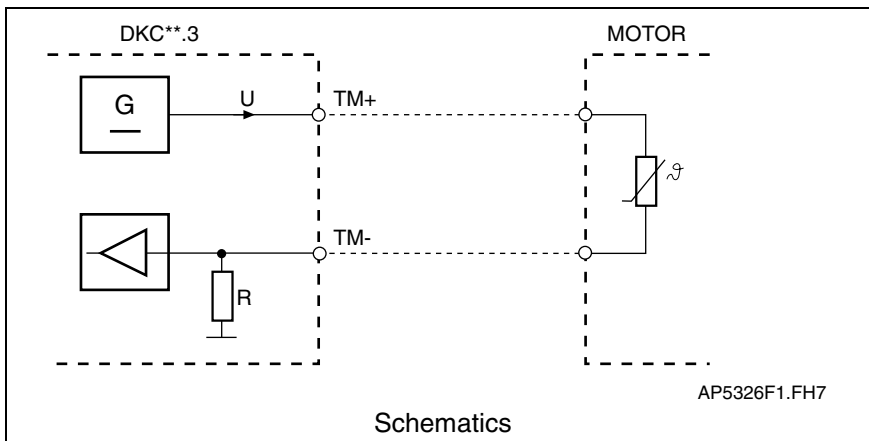 DKC**.3
MOTOR
G
U
TM+
ϑ
TM-
R
AP5326F1.FH7
Schematics